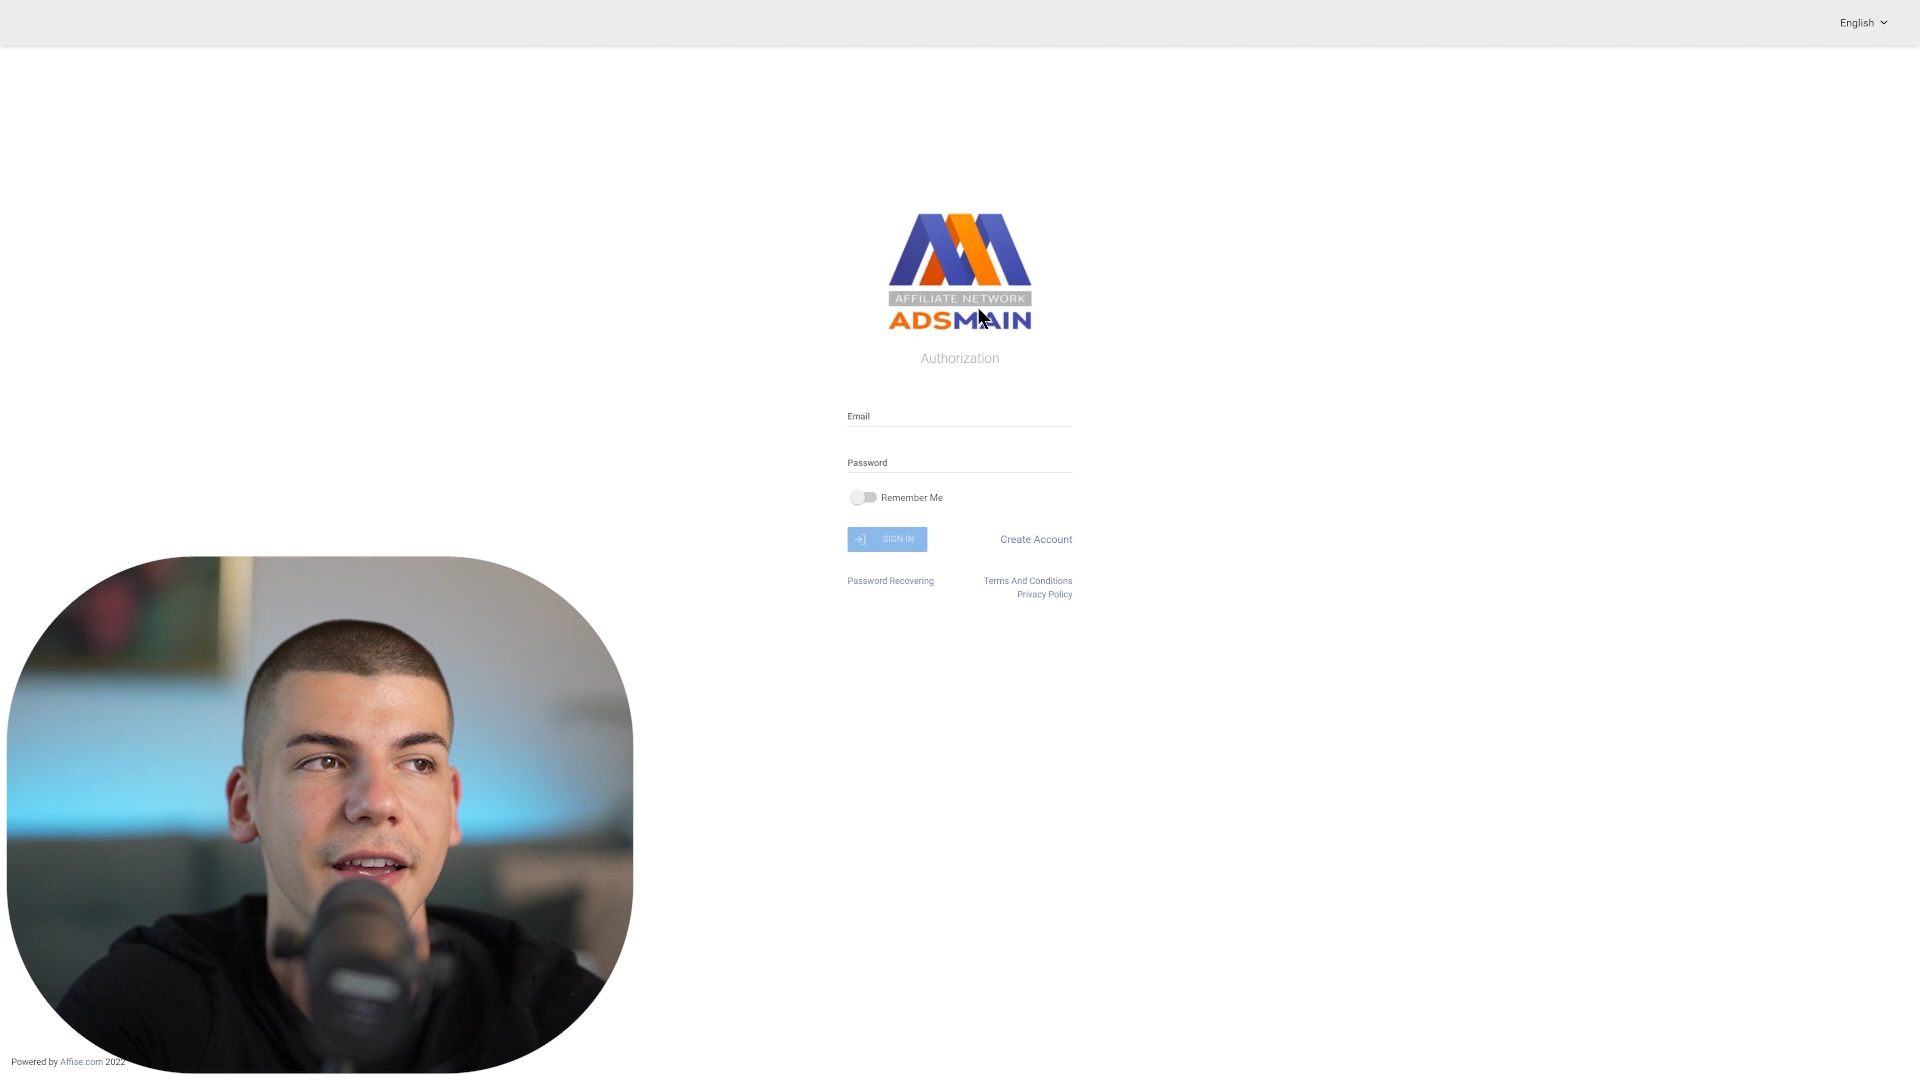 English
AFFILIATE NETWORK
ADSMAIN
Authorization
Email
Password
Remember Me
SIGN IN
Create Account
Password Recovering
Terms And Conditions
Privacy Policy
Powered by Affise.com 2022